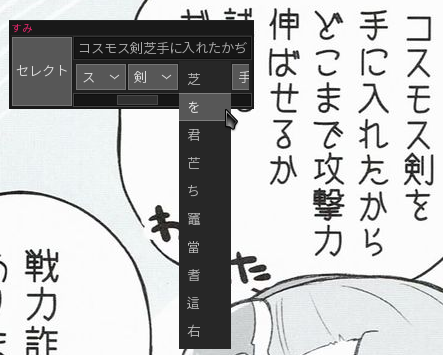 すみ
コスモス剣芝手に入れたかぢ
セレクト
ス
剣
芝
手
を
君
芒
ち
竈
當
耆
這
右
コスモス剣を
手に入れたから
どこまで攻撃力
伸ばせるか
戦力詐